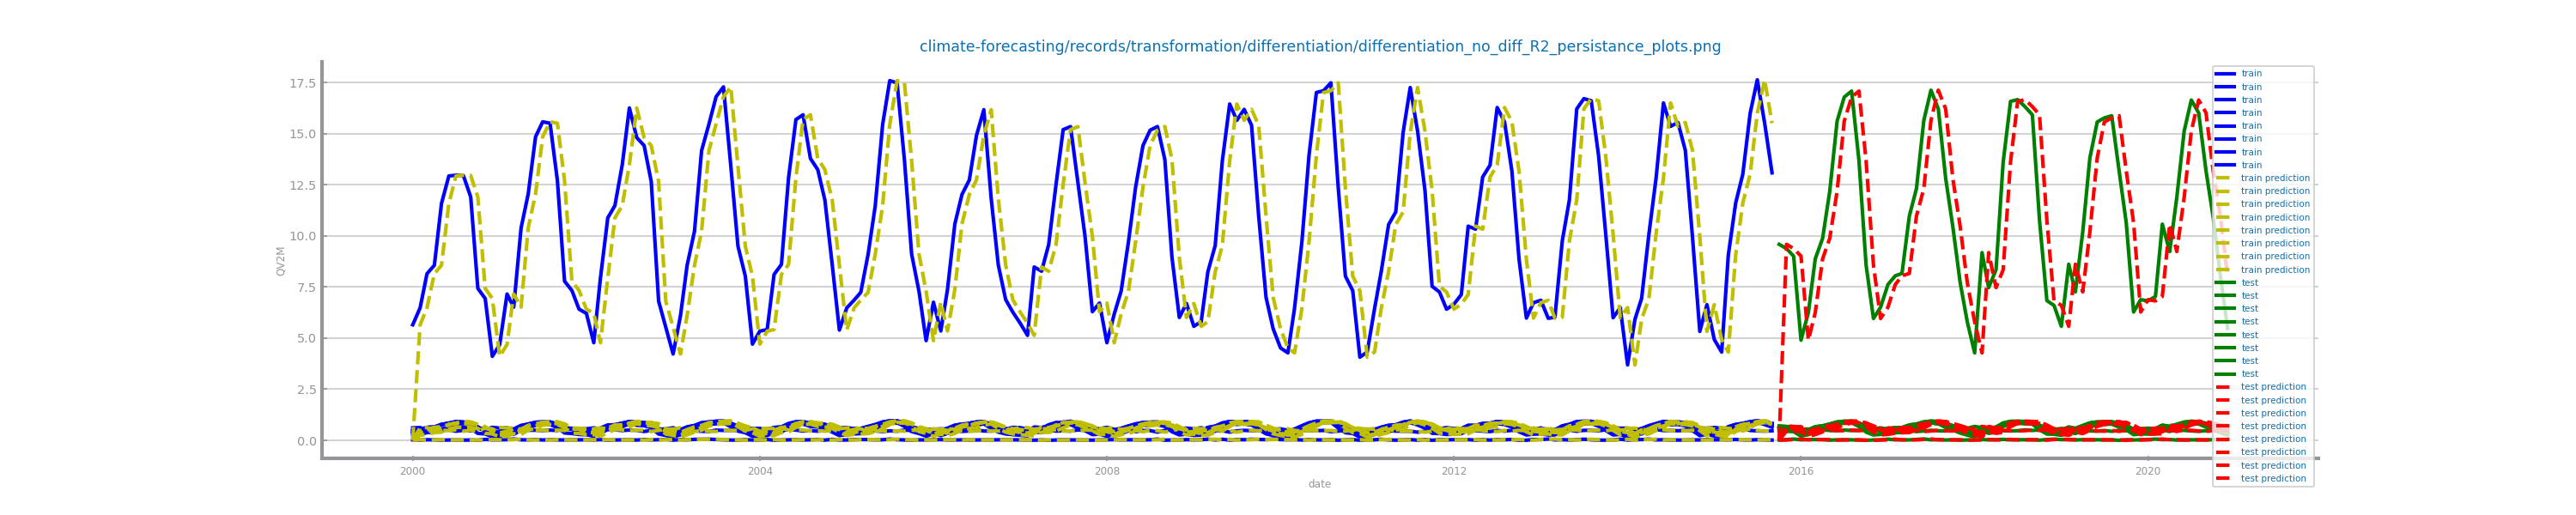 climate-forecasting/records/transformation/differentiation/differentiation_no_diff_R2_persistance_plots.png
17.5
15.0
12.5
10.0
7.5
5.0
2.5
0.0
QV2M
2000
2004
2008
2012
2016
2020
date
train
train
train
train
train
train
train
train
train prediction
train prediction
train prediction
train prediction
train prediction
train prediction
train prediction
train prediction
test
test
test
test
test
test
test
test
test prediction
test prediction
test prediction
test prediction
test prediction
test prediction
test prediction
test prediction